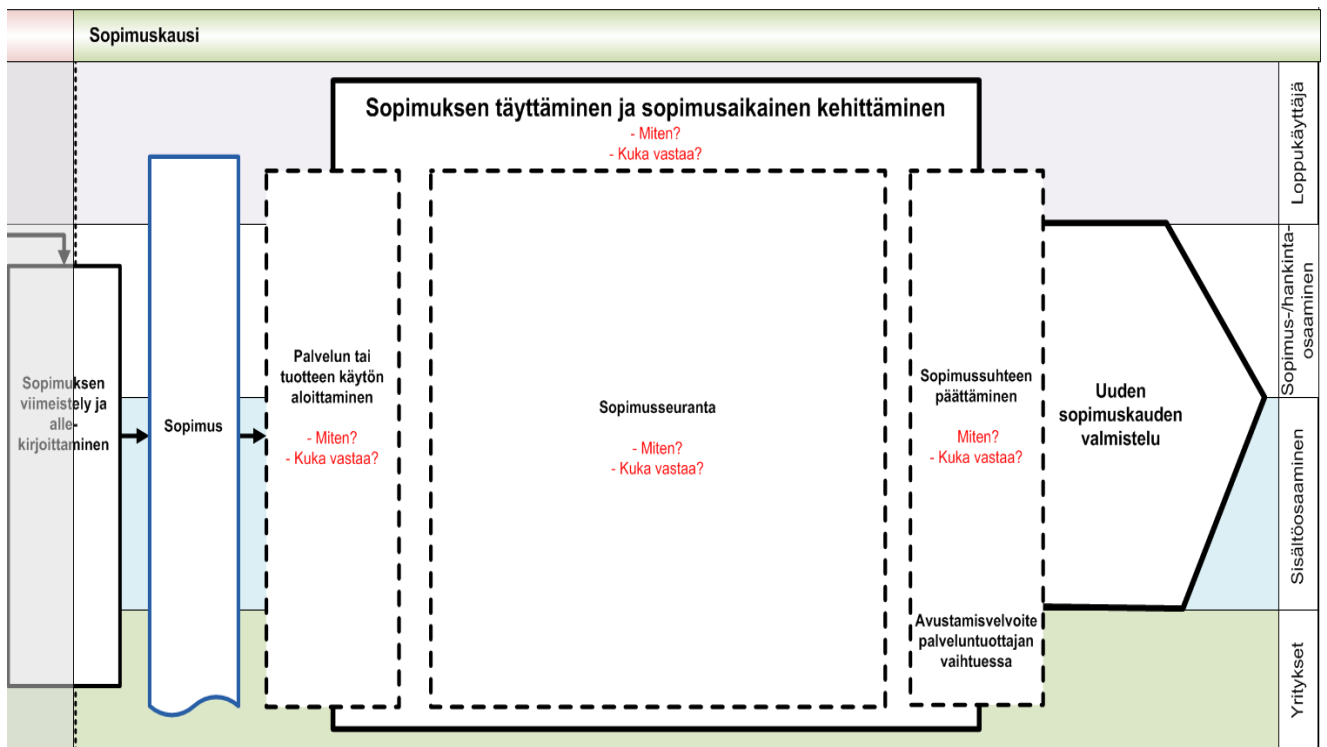 Sopimuskausi
Sopimuksen täyttäminen ja sopimusaikainen kehittäminen
- Miten?
- Kuka vastaa?
Sopimuksen
viimeistely ja
alle-
kirjoittaminen
Sopimus
Palvelun tai
tuotteen käytön
aloittaminen
- Miten?
- Kuka vastaa?
Sopimusseuranta
- Miten?
- Kuka vastaa?
Sopimussuhteen
päättäminen
Miten?
- Kuka vastaa?
Avustamisvelvoite
palveluntuottajan
vaihtuessa
Uuden
sopimuskauden
valmistelu
Loppukäyttäjä
Sopimus-/hankinta-
osaaminen
Sisältöosaaminen
Yritykset